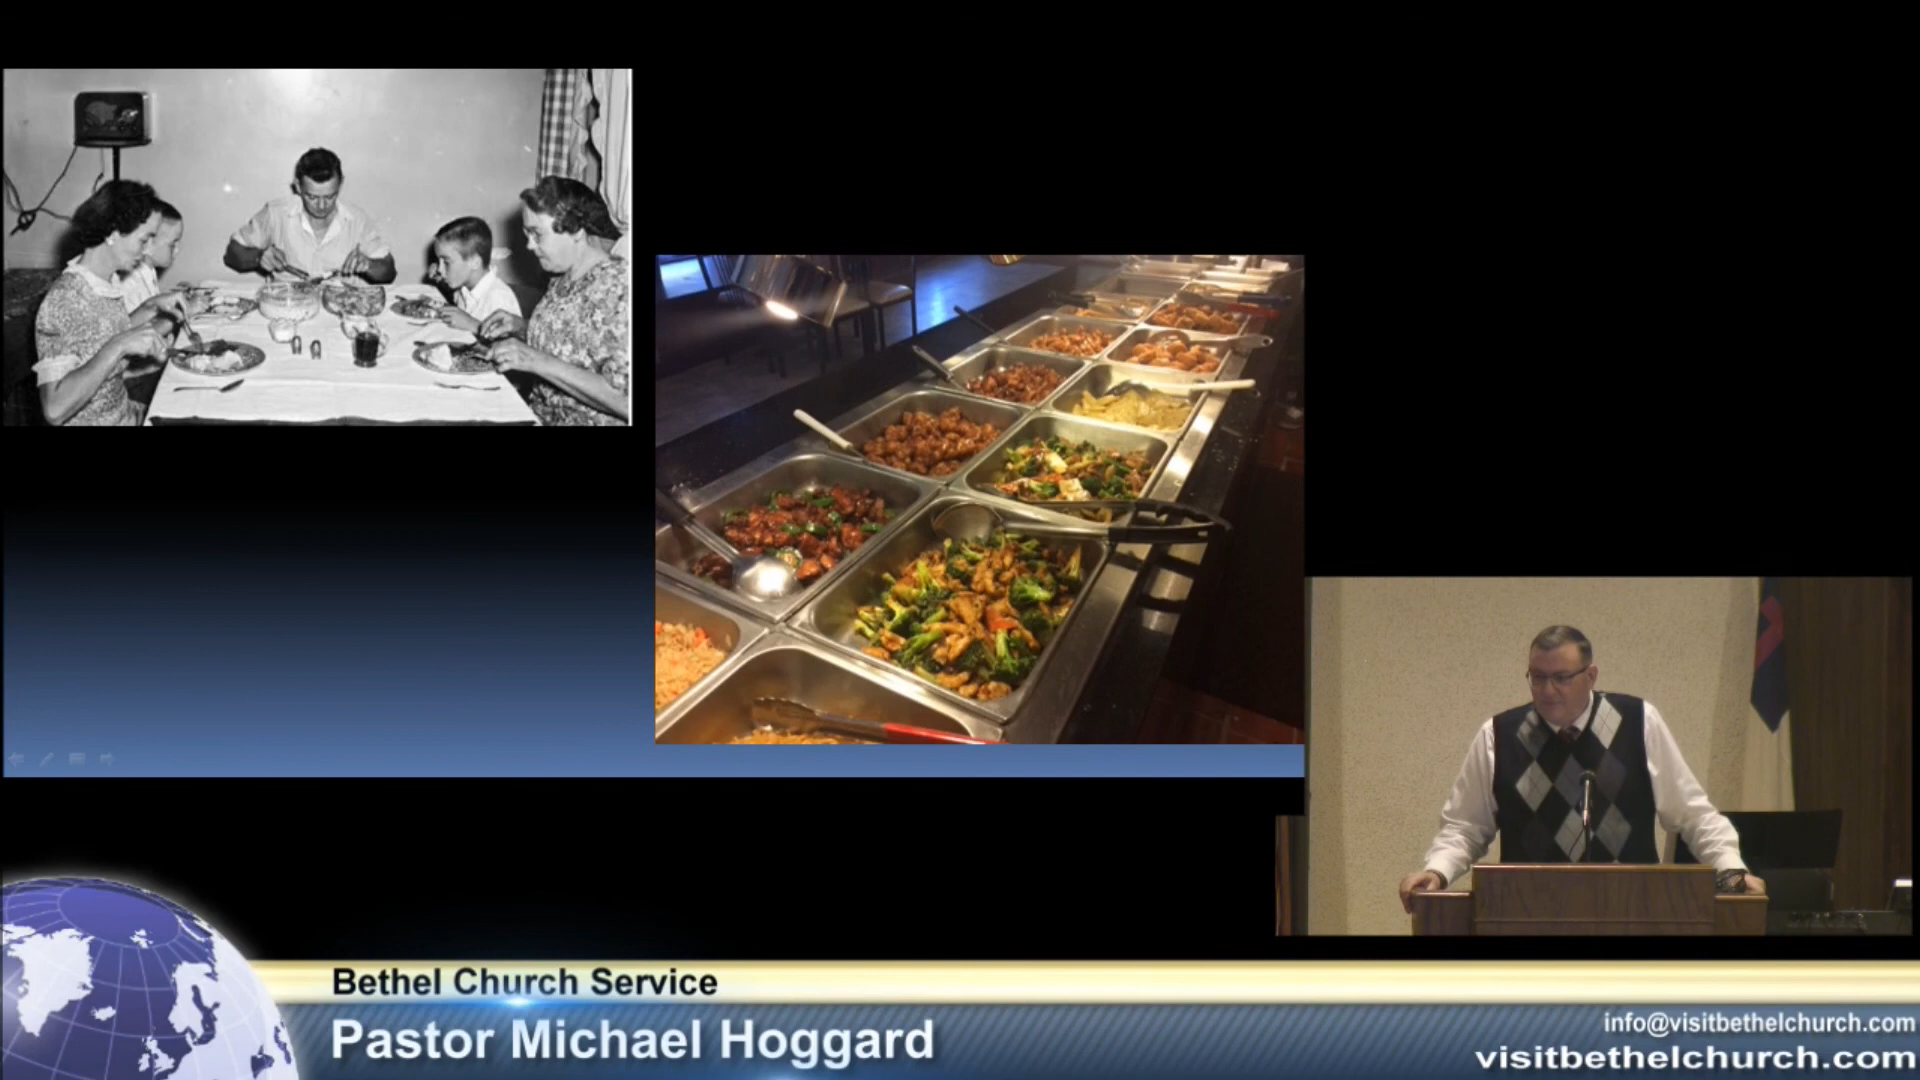 Bethel Church Service
Pastor Michael Hoggard
info@visitbethelchurch.com
visitbethelchurch.com